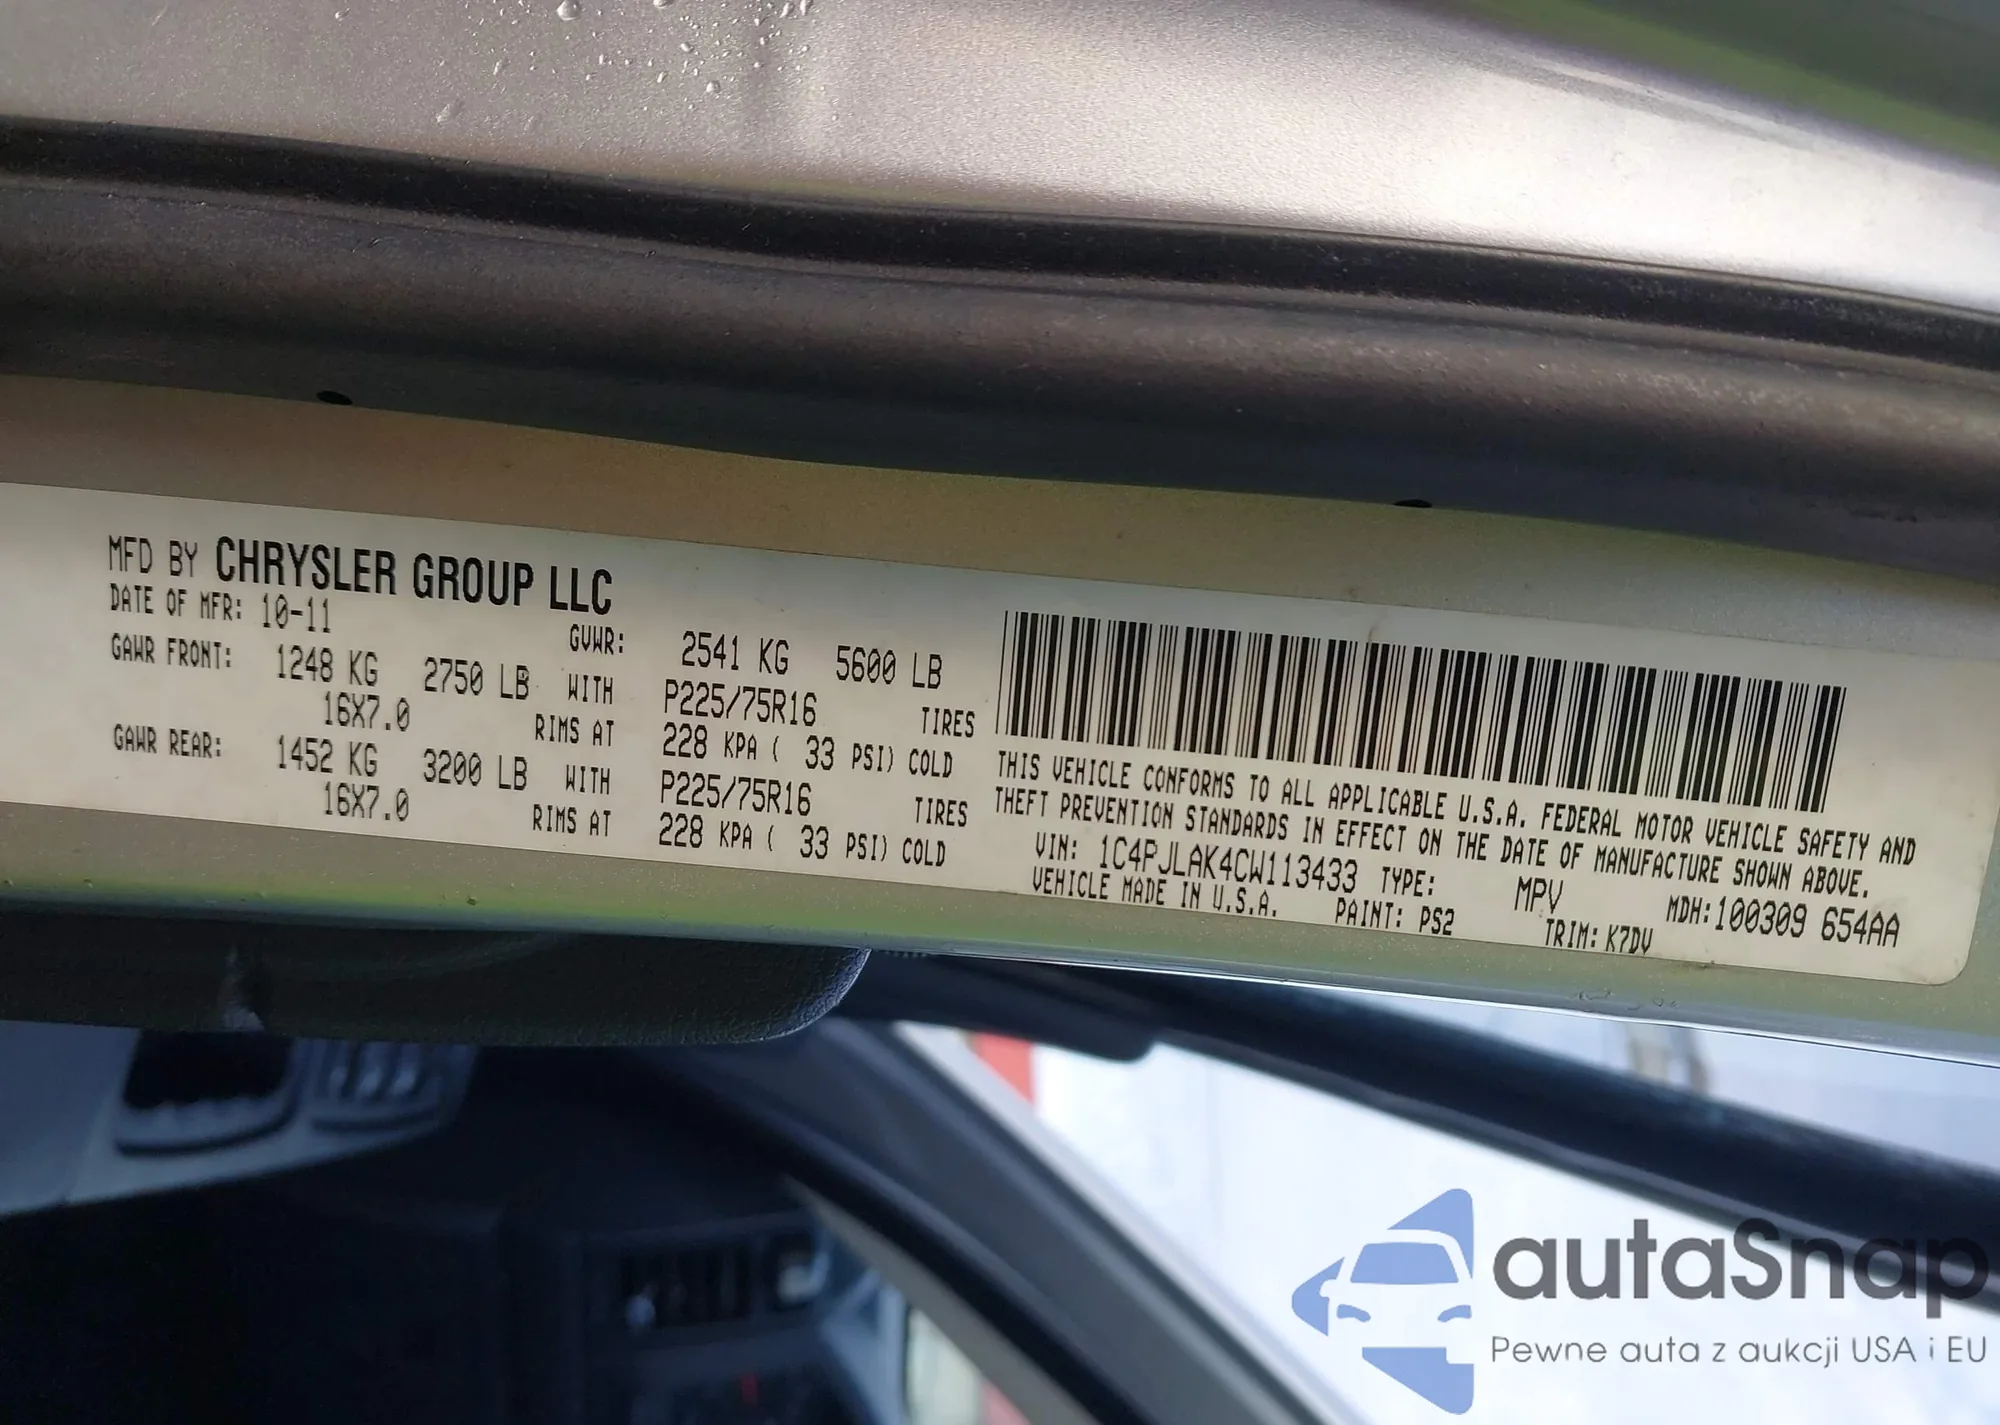 MFD BY CHRYSLER GROUP LLC
DATE OF MFR: 10-11
GVWR: 2541 KG 5600 LB
GAWR FRONT: 1248 KG 2750 LB WITH P225/75R16 TIRES
16X7.0 RIMS AT 228 KPA ( 33 PSI) COLD
GAWR REAR: 1452 KG 3200 LB WITH P225/75R16 TIRES
16X7.0 RIMS AT 228 KPA ( 33 PSI) COLD
THIS VEHICLE CONFORMS TO ALL APPLICABLE U.S.A. FEDERAL MOTOR VEHICLE SAFETY AND
THEFT PREVENTION STANDARDS IN EFFECT ON THE DATE OF MANUFACTURE SHOWN ABOVE.
VIN: 1C4PJLAK4CW113433 TYPE: MPV MDH:100309 654AA
VEHICLE MADE IN U.S.A. PAINT: PS2 TRIM: K7DV
autaSnap
Pewne auta z aukcji USA i EU